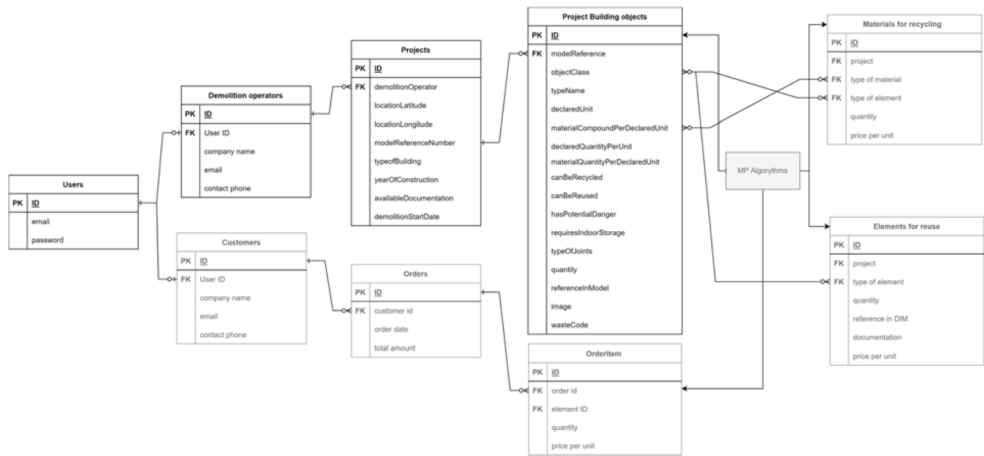 Users
PK ID
email
password
Demolition operators
PK ID
FK User ID
company name
email
contact phone
Customers
PK ID
FK User ID
company name
email
contact phone
Projects
PK ID
FK demolitionOperator
locationLatitude
locationLongitude
modelReferenceNumber
typeofBuilding
yearOfConstruction
availableDocumentation
demolitionStartDate
Orders
PK ID
FK customer id
order date
total amount
Project Building objects
PK ID
FK modelReference
objectClass
typeName
declaredUnit
materialCompoundPerDeclaredUnit
declaredQuantityPerUnit
materialQuantityPerDeclaredUnit
canBeRecycled
canBeReused
hasPotentialDanger
requiresIndoorStorage
typeOfJoints
quantity
referenceInModel
image
wasteCode
OrderItem
PK ID
FK order id
FK element ID
quantity
price per unit
MP Algorythms
Materials for recycling
PK ID
FK project
FK type of material
FK type of element
quantity
price per unit
Elements for reuse
PK ID
FK project
FK type of element
quantity
reference in DIM
documentation
price per unit